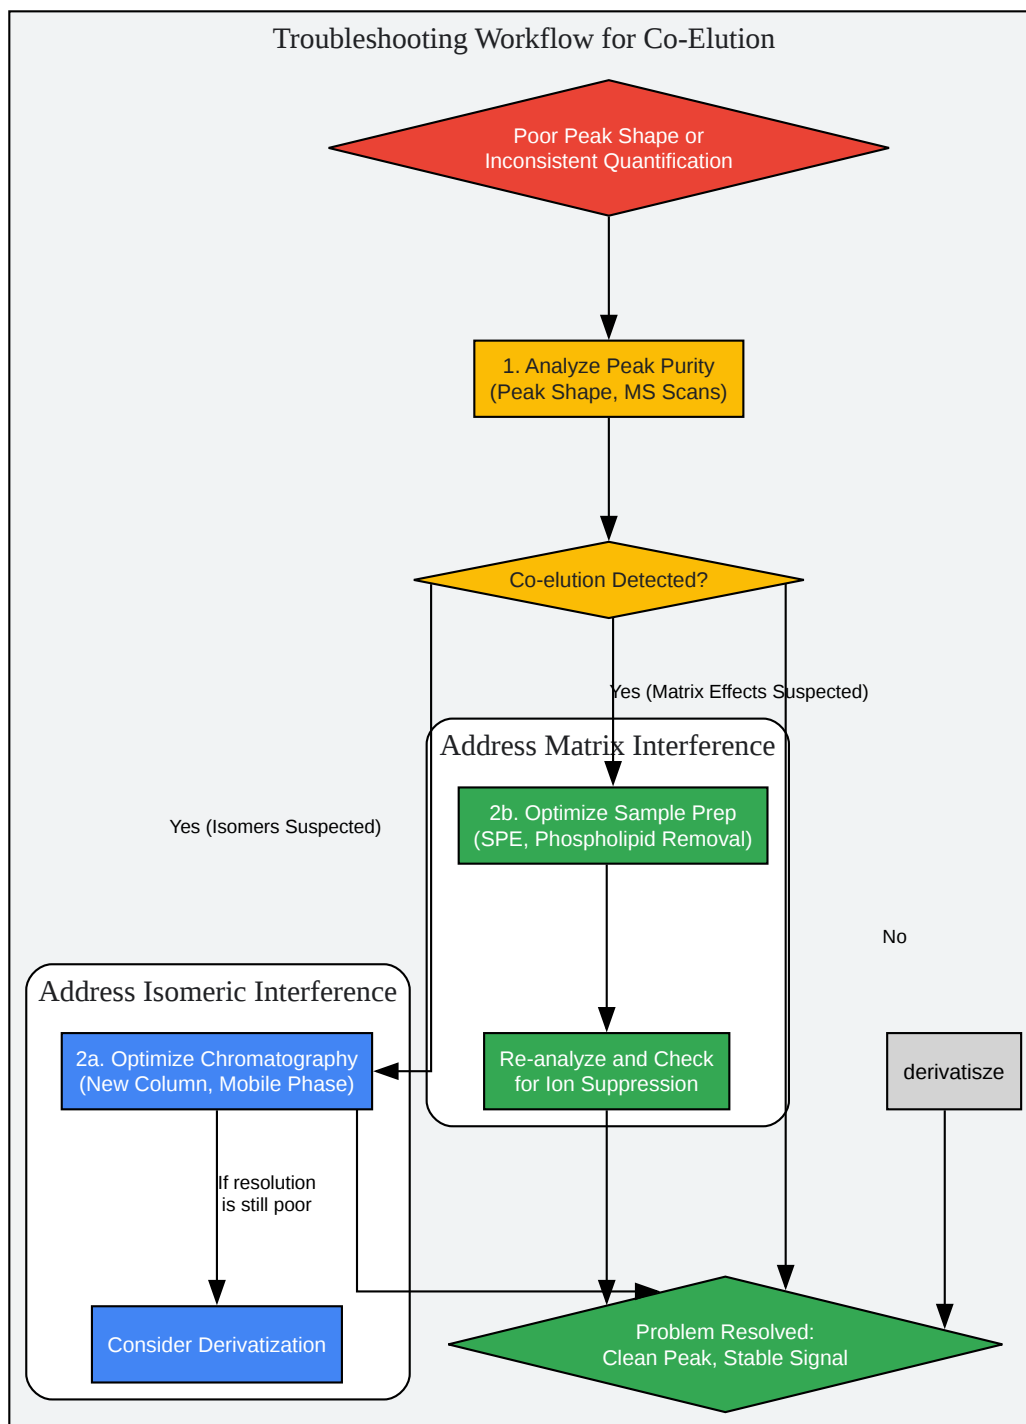 Troubleshooting Workflow for Co-Elution
Poor Peak Shape or
Inconsistent Quantification
1. Analyze Peak Purity
(Peak Shape, MS Scans)
Co-elution Detected?
Yes (Matrix Effects Suspected)
Address Matrix Interference
2b. Optimize Sample Prep
(SPE, Phospholipid Removal)
Yes (Isomers Suspected)
No
Address Isomeric Interference
2a. Optimize Chromatography
(New Column, Mobile Phase)
Re-analyze and Check
for Ion Suppression
derivatisze
If resolution
is still poor
Consider Derivatization
Problem Resolved:
Clean Peak, Stable Signal